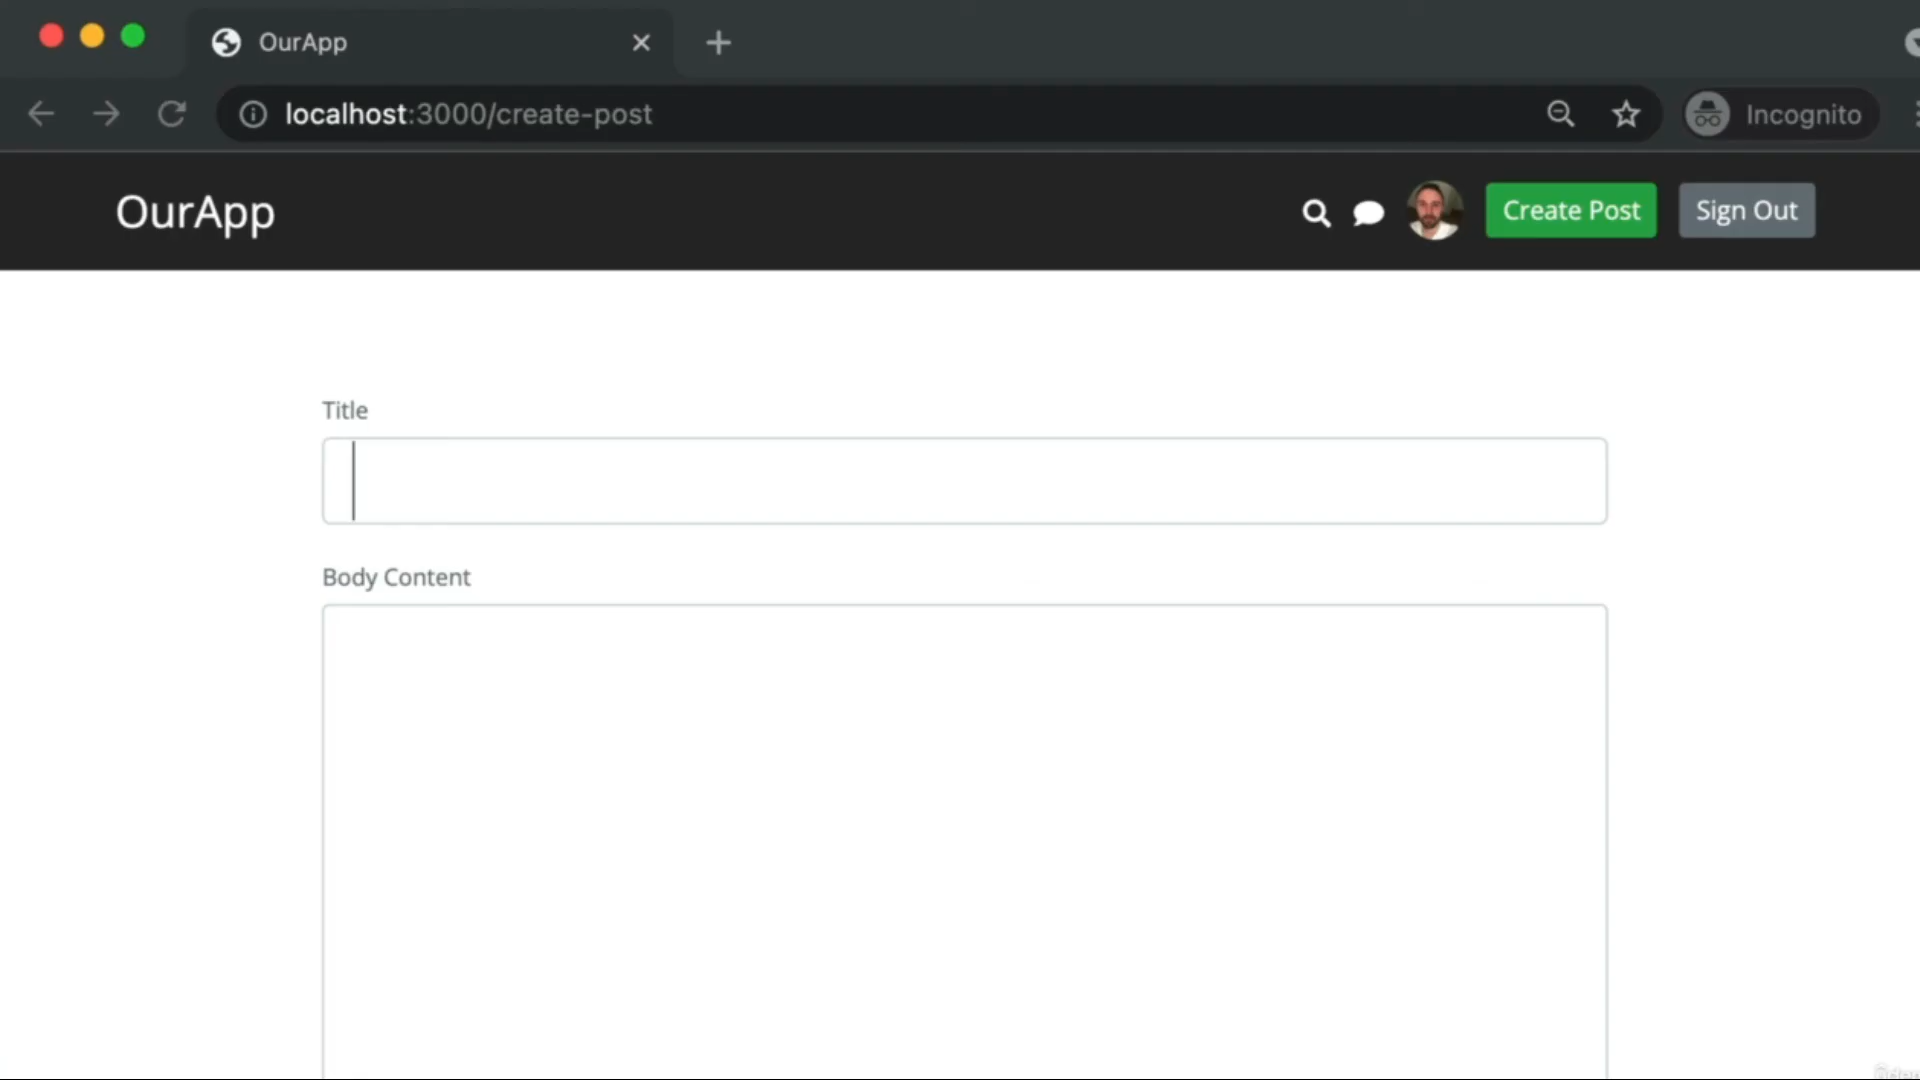 OurApp
localhost:3000/create-post
Incognito
OurApp
Create Post
Sign Out
Title
Body Content